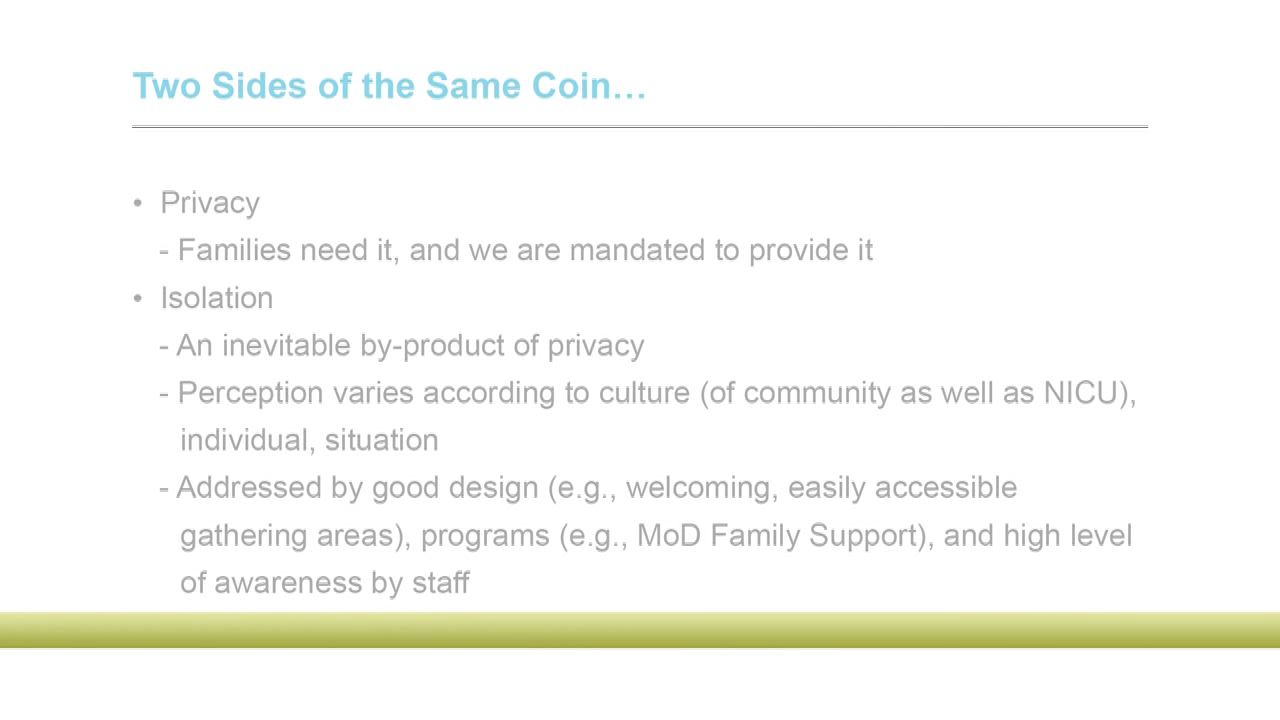 Two Sides of the Same Coin…
• Privacy
- Families need it, and we are mandated to provide it
• Isolation
- An inevitable by-product of privacy
- Perception varies according to culture (of community as well as NICU),
individual, situation
- Addressed by good design (e.g., welcoming, easily accessible
gathering areas), programs (e.g., MoD Family Support), and high level
of awareness by staff